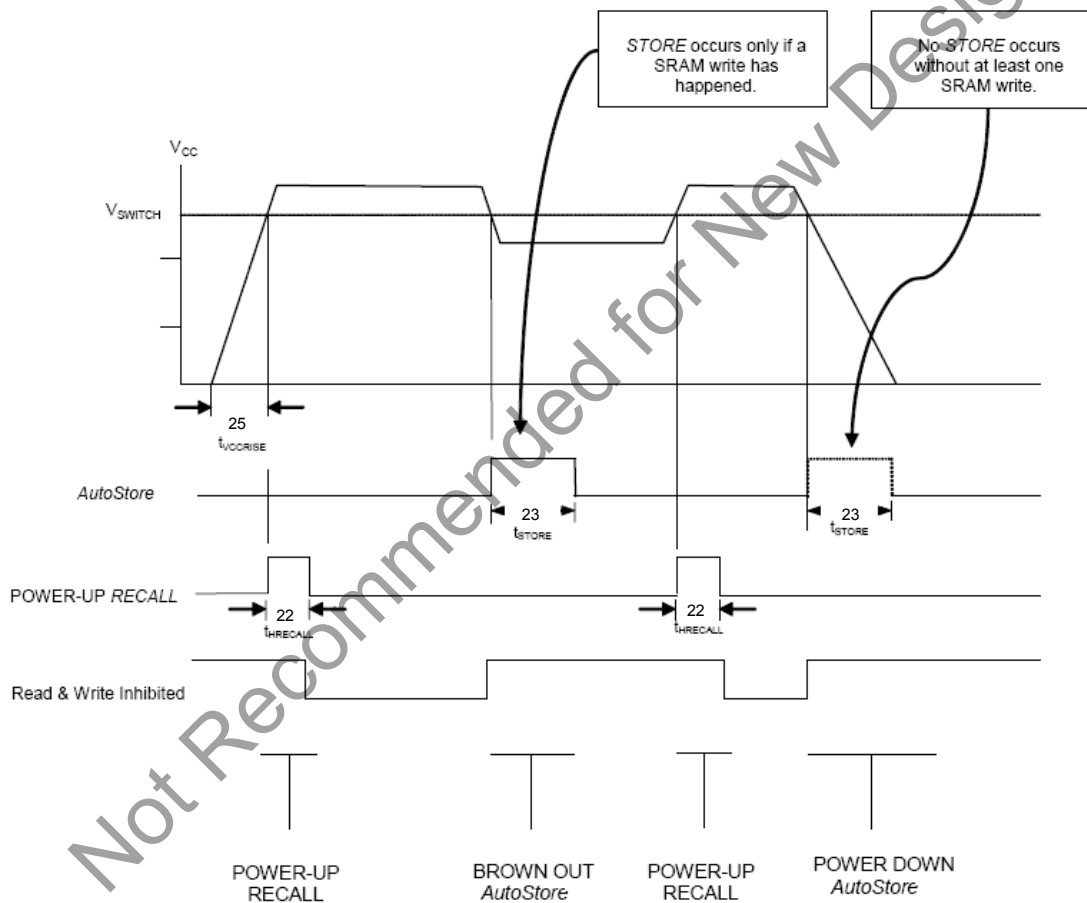 STORE occurs only if a
SRAM write has
happened.
No STORE occurs
without at least one
SRAM write.
VCC
VSWITCH
25
tVCCRISE
AutoStore
23
tSTORE
23
tSTORE
POWER-UP RECALL
22
tHRECALL
22
tHRECALL
Read & Write Inhibited
POWER-UP
RECALL
BROWN OUT
AutoStore
POWER-UP
RECALL
POWER DOWN
AutoStore
Not Recommended for New Design